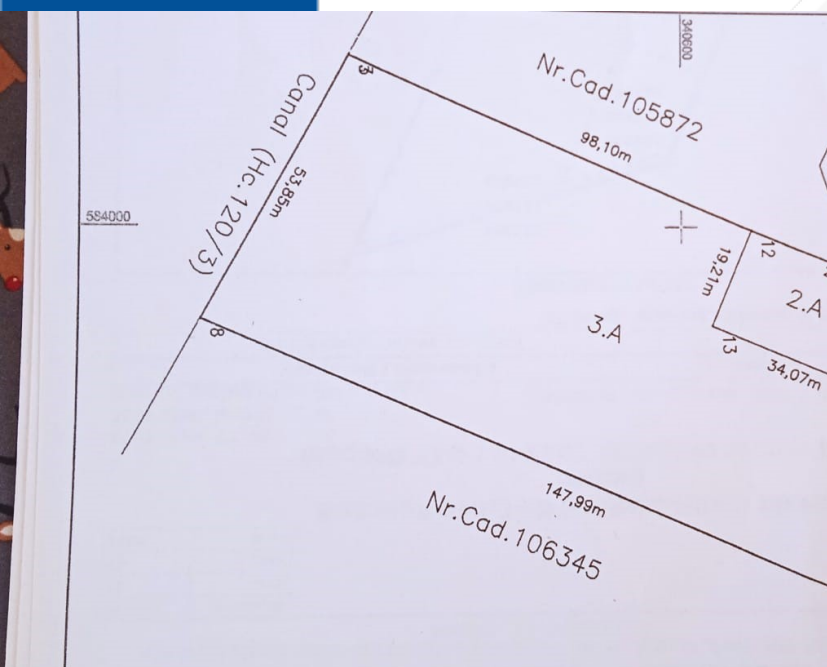 340600
Nr.Cad.105872
98,10m
3
Canal (Hc.120/3)
53,85m
584000
12
19,21m
2.A
3.A
13
34,07m
8
147,99m
Nr.Cad.106345